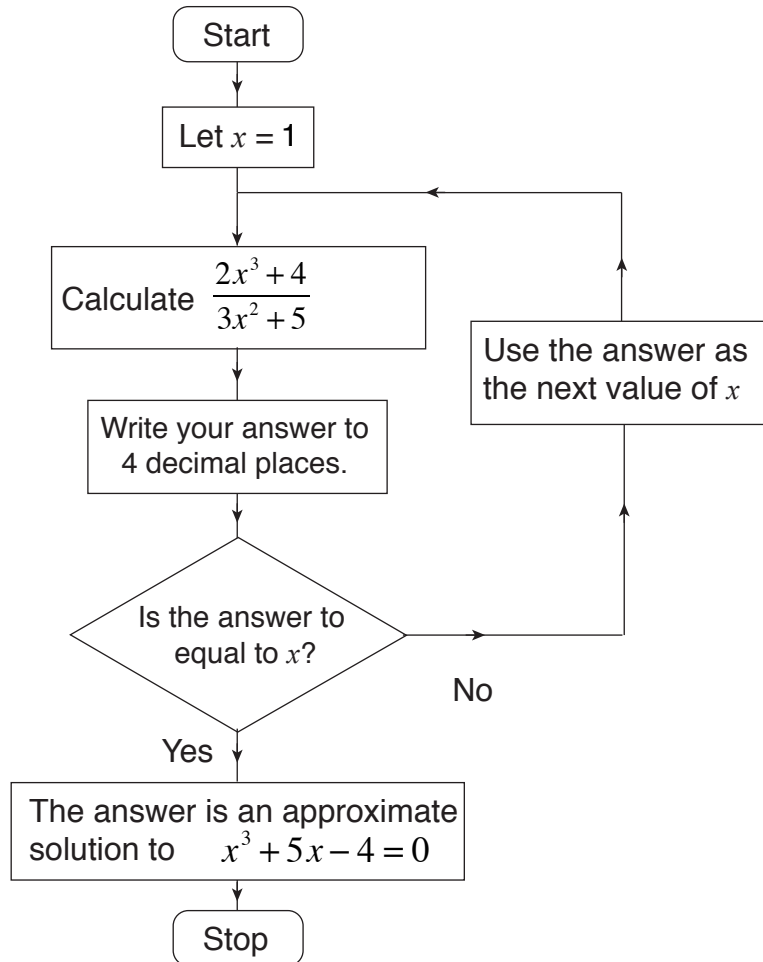 Start
Let x = 1
Calculate (2x³ + 4)/(3x² + 5)
Write your answer to
4 decimal places.
Is the answer to
equal to x?
No
Use the answer as
the next value of x
Yes
The answer is an approximate
solution to x³ + 5x − 4 = 0
Stop